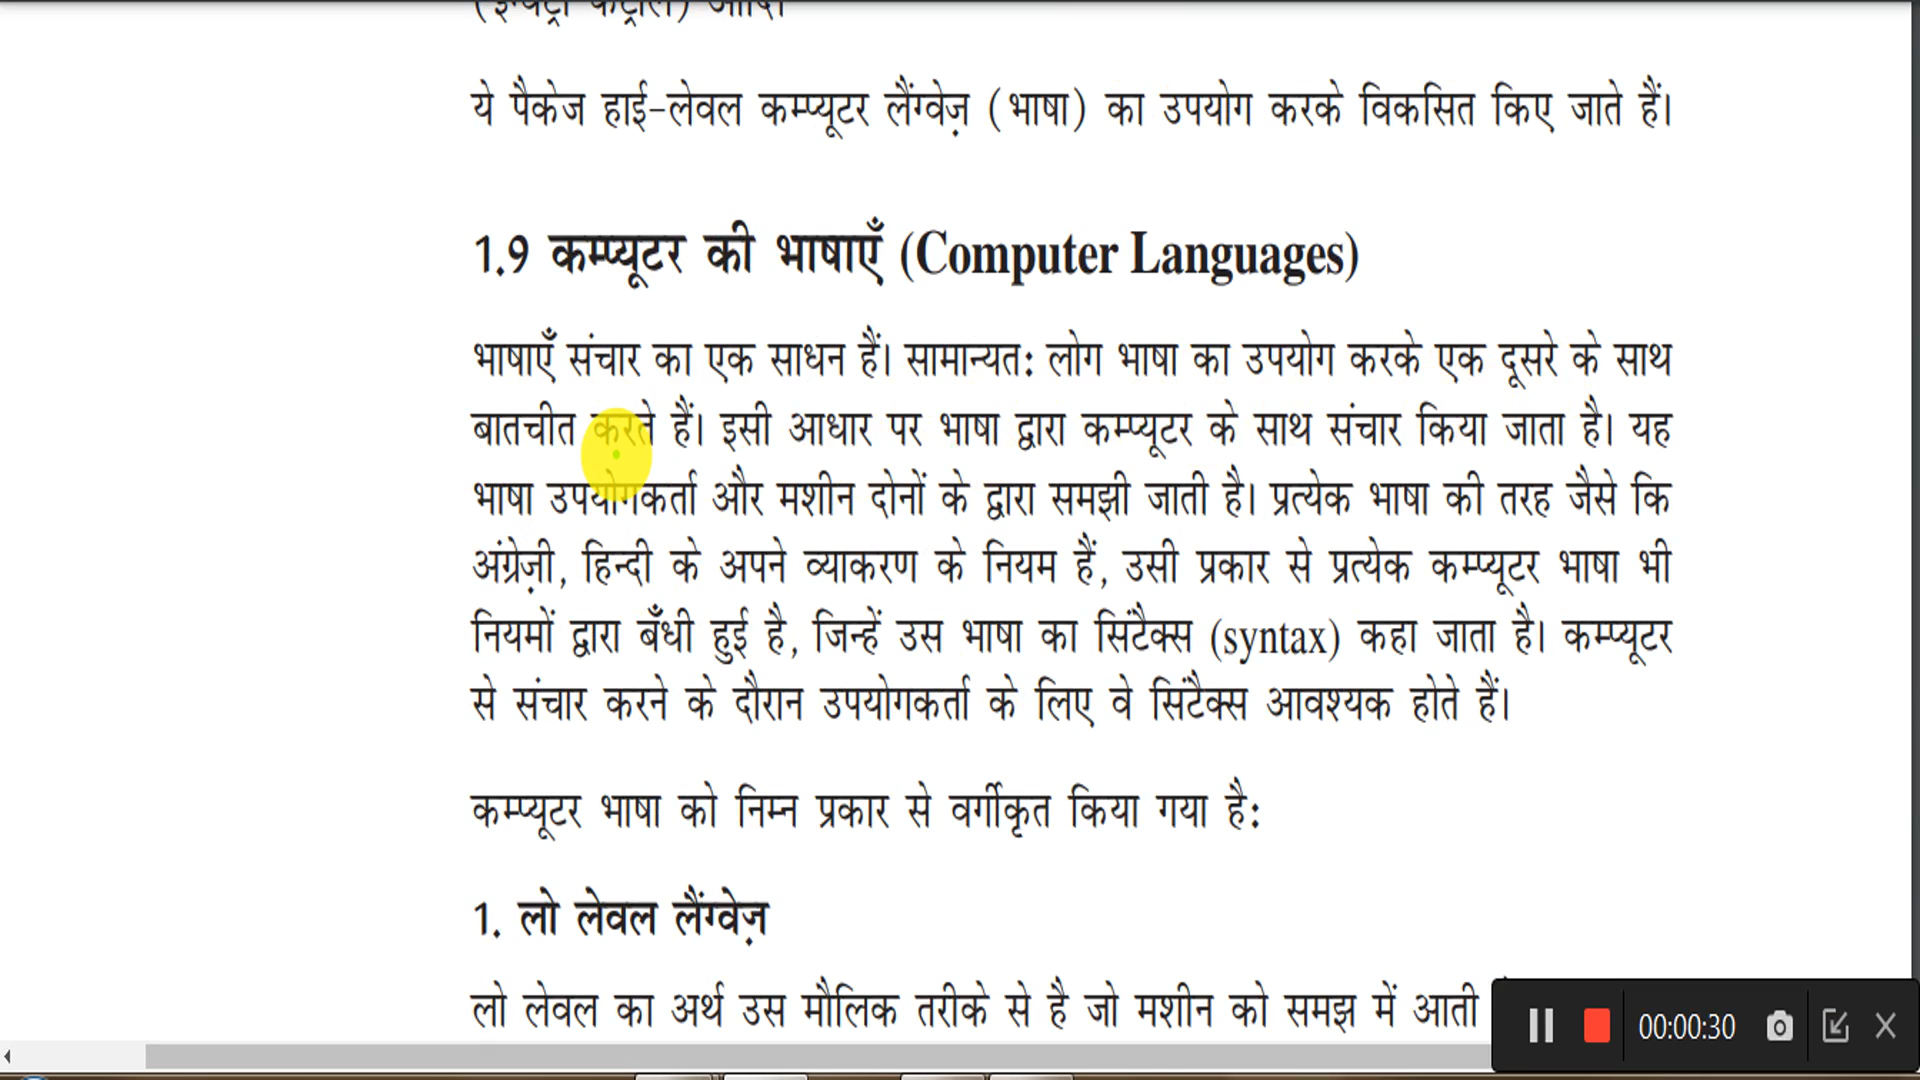 ये पैकेज हाई-लेवल कम्प्यूटर लैंग्वेज़ (भाषा) का उपयोग करके विकसित किए जाते हैं।
1.9 कम्प्यूटर की भाषाएँ (Computer Languages)
भाषाएँ संचार का एक साधन हैं। सामान्यत: लोग भाषा का उपयोग करके एक दूसरे के साथ
बातचीत करते हैं। इसी आधार पर भाषा द्वारा कम्प्यूटर के साथ संचार किया जाता है। यह
भाषा उपयोगकर्ता और मशीन दोनों के द्वारा समझी जाती है। प्रत्येक भाषा की तरह जैसे कि
अंग्रेज़ी, हिन्दी के अपने व्याकरण के नियम हैं, उसी प्रकार से प्रत्येक कम्प्यूटर भाषा भी
नियमों द्वारा बँधी हुई है, जिन्हें उस भाषा का सिंटैक्स (syntax) कहा जाता है। कम्प्यूटर
से संचार करने के दौरान उपयोगकर्ता के लिए वे सिंटैक्स आवश्यक होते हैं।
कम्प्यूटर भाषा को निम्न प्रकार से वर्गीकृत किया गया है:
1. लो लेवल लैंग्वेज़
लो लेवल का अर्थ उस मौलिक तरीके से है जो मशीन को समझ में आती
00:00:30